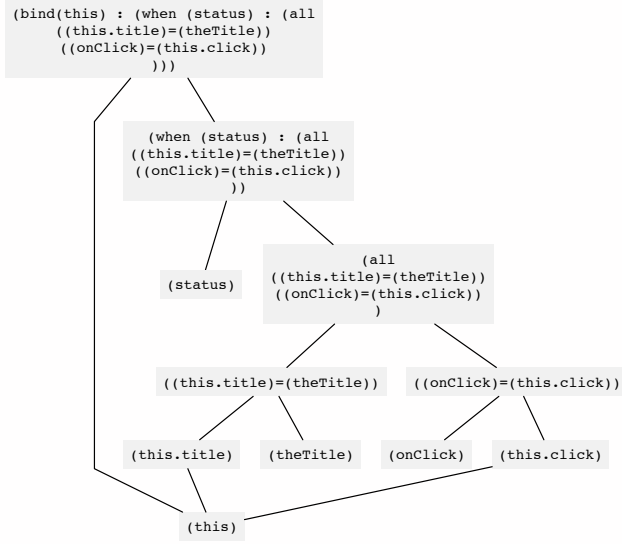 (bind(this) : (when (status) : (all
((this.title)=(theTitle))
((onClick)=(this.click))
)))
(when (status) : (all
((this.title)=(theTitle))
((onClick)=(this.click))
))
(status)
(all
((this.title)=(theTitle))
((onClick)=(this.click))
)
((this.title)=(theTitle))
((onClick)=(this.click))
(this.title)
(theTitle)
(onClick)
(this.click)
(this)